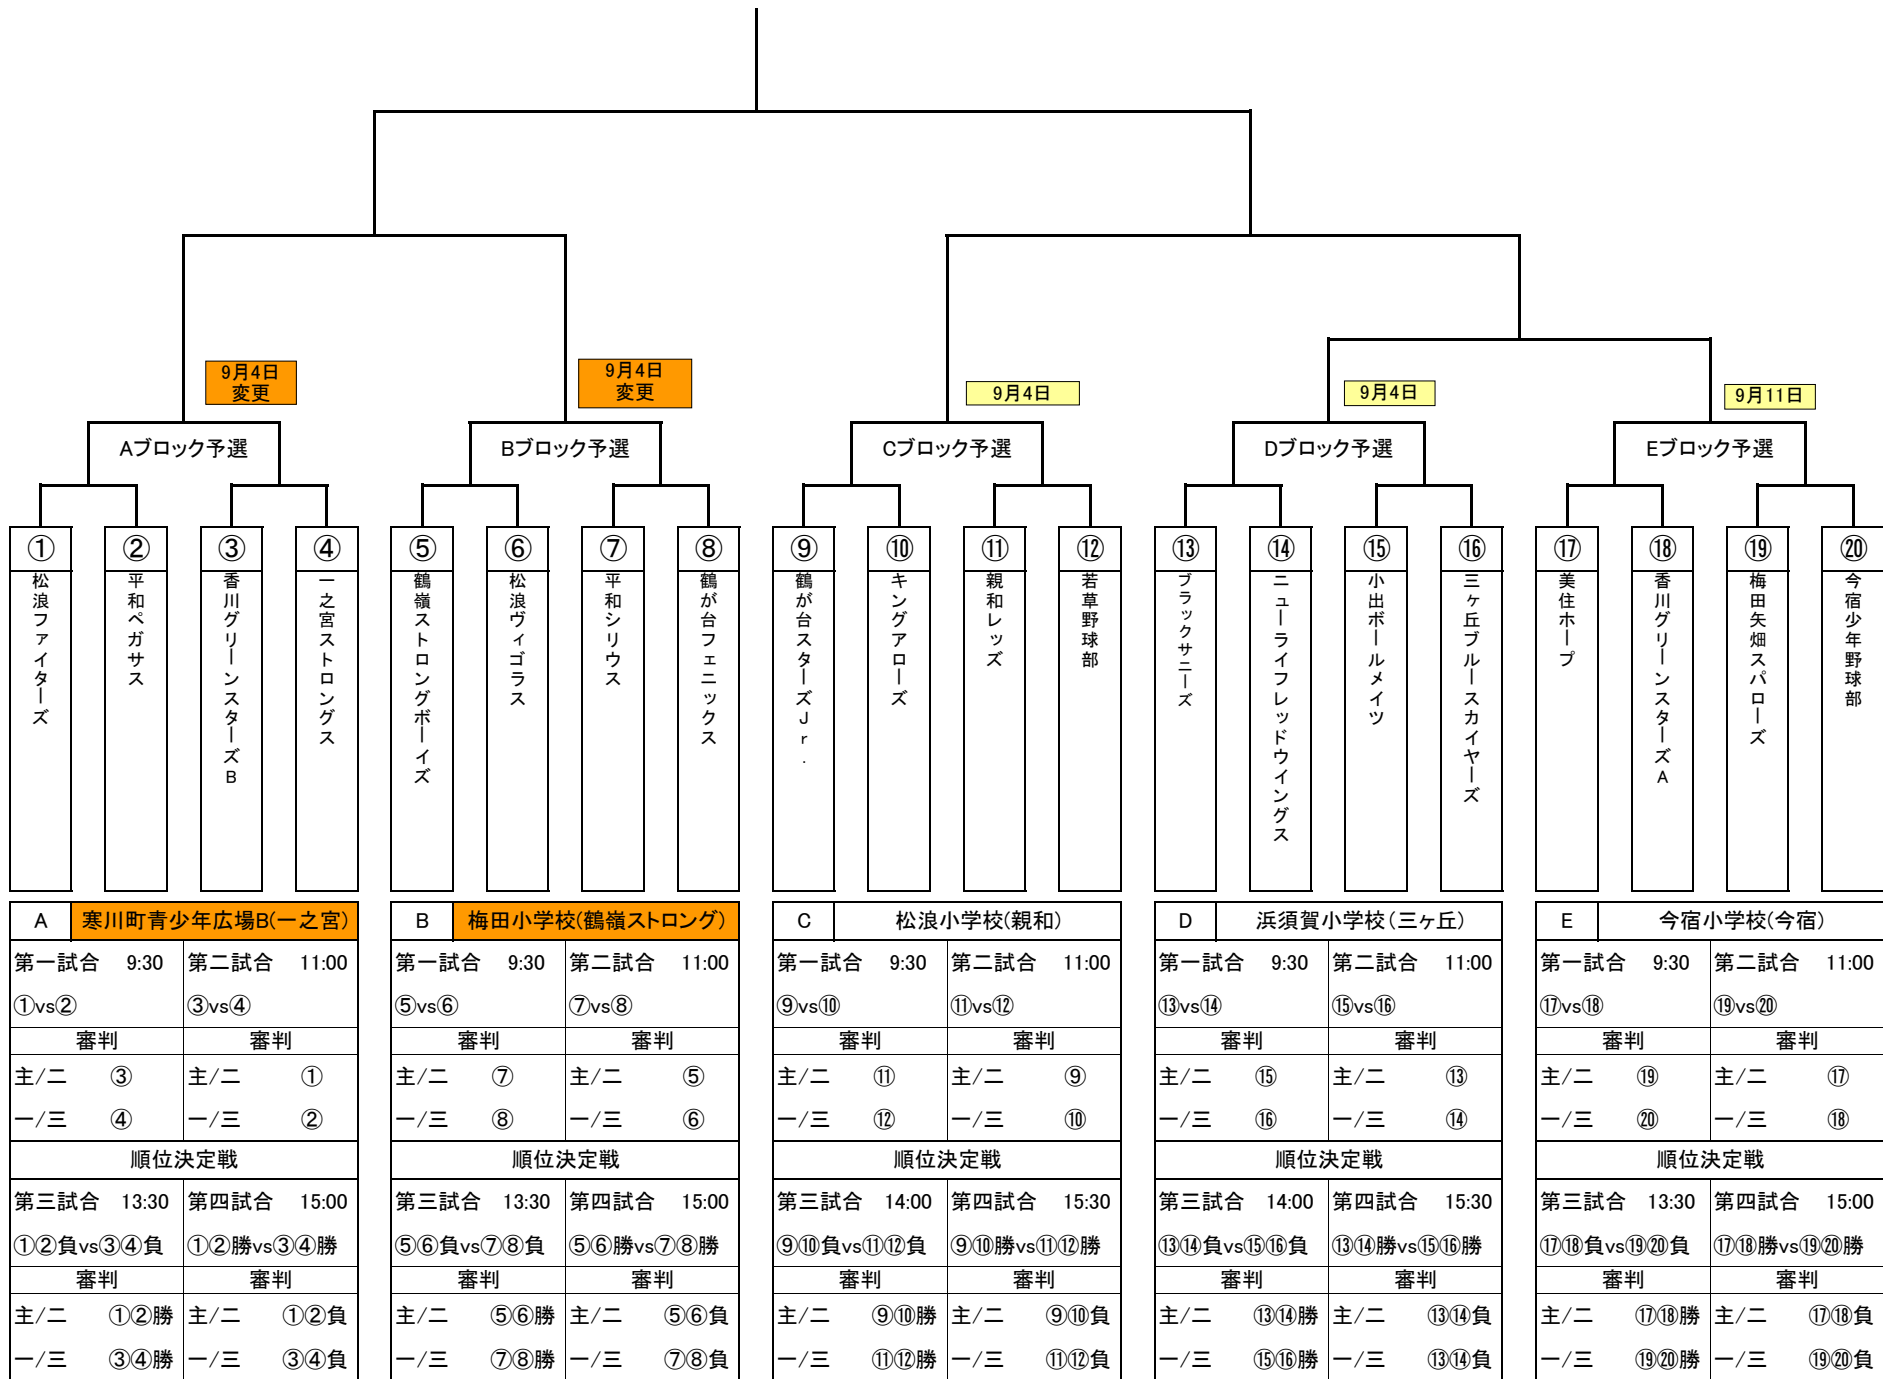 9月4日
変更
9月4日
変更
9月4日
9月4日
9月11日
Aブロック予選
Bブロック予選
Cブロック予選
Dブロック予選
Eブロック予選
① 松浪ファイターズ
② 平和ペガサス
③ 香川グリーンスターズB
④ 一之宮ストロングス
⑤ 鶴嶺ストロングボーイズ
⑥ 松浪ヴィゴラス
⑦ 平和シリウス
⑧ 鶴が台フェニックス
⑨ 鶴が台スターズJr.
⑩ キングアローズ
⑪ 親和レッズ
⑫ 若草野球部
⑬ ブラックサニーズ
⑭ ニューライフレッドウイングス
⑮ 小出ボールメイツ
⑯ 三ヶ丘ブルースカイヤーズ
⑰ 美住ホープ
⑱ 香川グリーンスターズA
⑲ 梅田矢畑スパローズ
⑳ 今宿少年野球部
A 寒川町青少年広場B(一之宮)
第一試合 9:30 第二試合 11:00
①vs② ③vs④
審判 審判
主/二 ③ 主/二 ①
一/三 ④ 一/三 ②
順位決定戦
第三試合 13:30 第四試合 15:00
①②負vs③④負 ①②勝vs③④勝
審判 審判
主/二 ①②勝 主/二 ①②負
一/三 ③④勝 一/三 ③④負
B 梅田小学校(鶴嶺ストロング)
第一試合 9:30 第二試合 11:00
⑤vs⑥ ⑦vs⑧
審判 審判
主/二 ⑦ 主/二 ⑤
一/三 ⑧ 一/三 ⑥
順位決定戦
第三試合 13:30 第四試合 15:00
⑤⑥負vs⑦⑧負 ⑤⑥勝vs⑦⑧勝
審判 審判
主/二 ⑤⑥勝 主/二 ⑤⑥負
一/三 ⑦⑧勝 一/三 ⑦⑧負
C 松浪小学校(親和)
第一試合 9:30 第二試合 11:00
⑨vs⑩ ⑪vs⑫
審判 審判
主/二 ⑪ 主/二 ⑨
一/三 ⑫ 一/三 ⑩
順位決定戦
第三試合 14:00 第四試合 15:30
⑨⑩負vs⑪⑫負 ⑨⑩勝vs⑪⑫勝
審判 審判
主/二 ⑨⑩勝 主/二 ⑨⑩負
一/三 ⑪⑫勝 一/三 ⑪⑫負
D 浜須賀小学校(三ヶ丘)
第一試合 9:30 第二試合 11:00
⑬vs⑭ ⑮vs⑯
審判 審判
主/二 ⑮ 主/二 ⑬
一/三 ⑯ 一/三 ⑭
順位決定戦
第三試合 14:00 第四試合 15:30
⑬⑭負vs⑮⑯負 ⑬⑭勝vs⑮⑯勝
審判 審判
主/二 ⑬⑭勝 主/二 ⑬⑭負
一/三 ⑮⑯勝 一/三 ⑬⑭負
E 今宿小学校(今宿)
第一試合 9:30 第二試合 11:00
⑰vs⑱ ⑲vs⑳
審判 審判
主/二 ⑲ 主/二 ⑰
一/三 ⑳ 一/三 ⑱
順位決定戦
第三試合 13:30 第四試合 15:00
⑰⑱負vs⑲⑳負 ⑰⑱勝vs⑲⑳勝
審判 審判
主/二 ⑰⑱勝 主/二 ⑰⑱負
一/三 ⑲⑳勝 一/三 ⑲⑳負